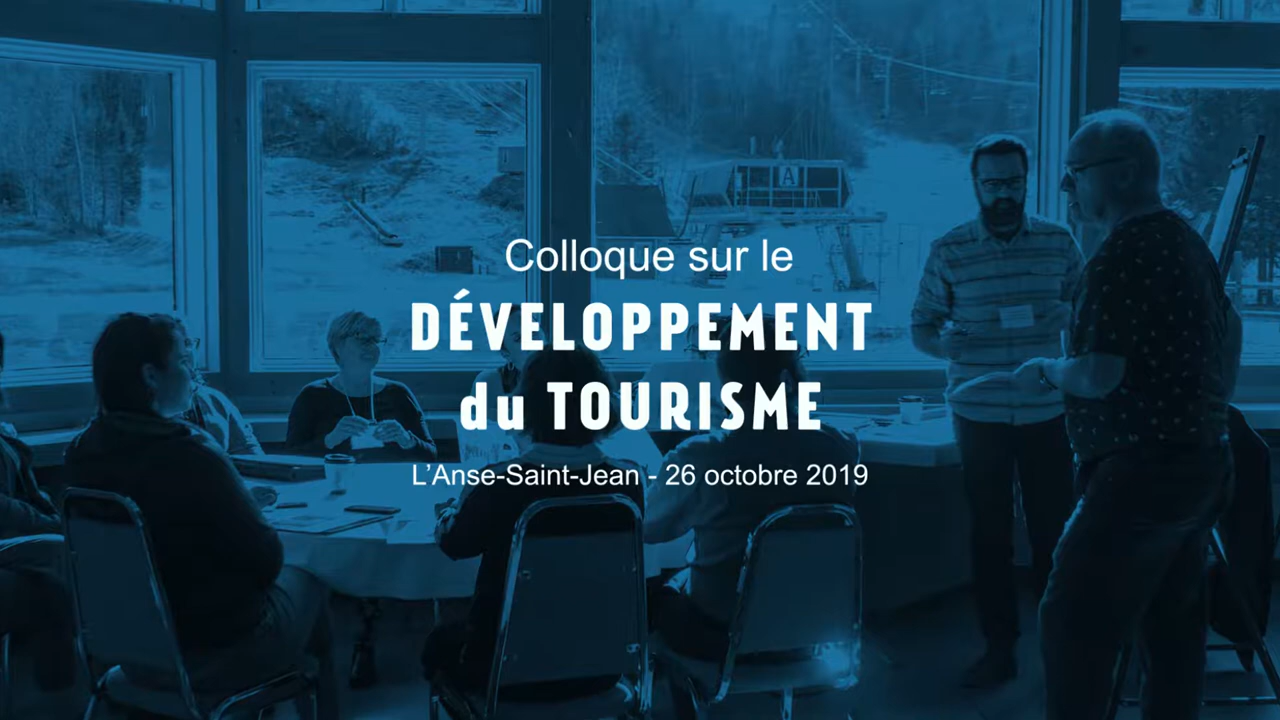 A
Colloque sur le
DÉVELOPPEMENT
du TOURISME
L'Anse-Saint-Jean - 26 octobre 2019